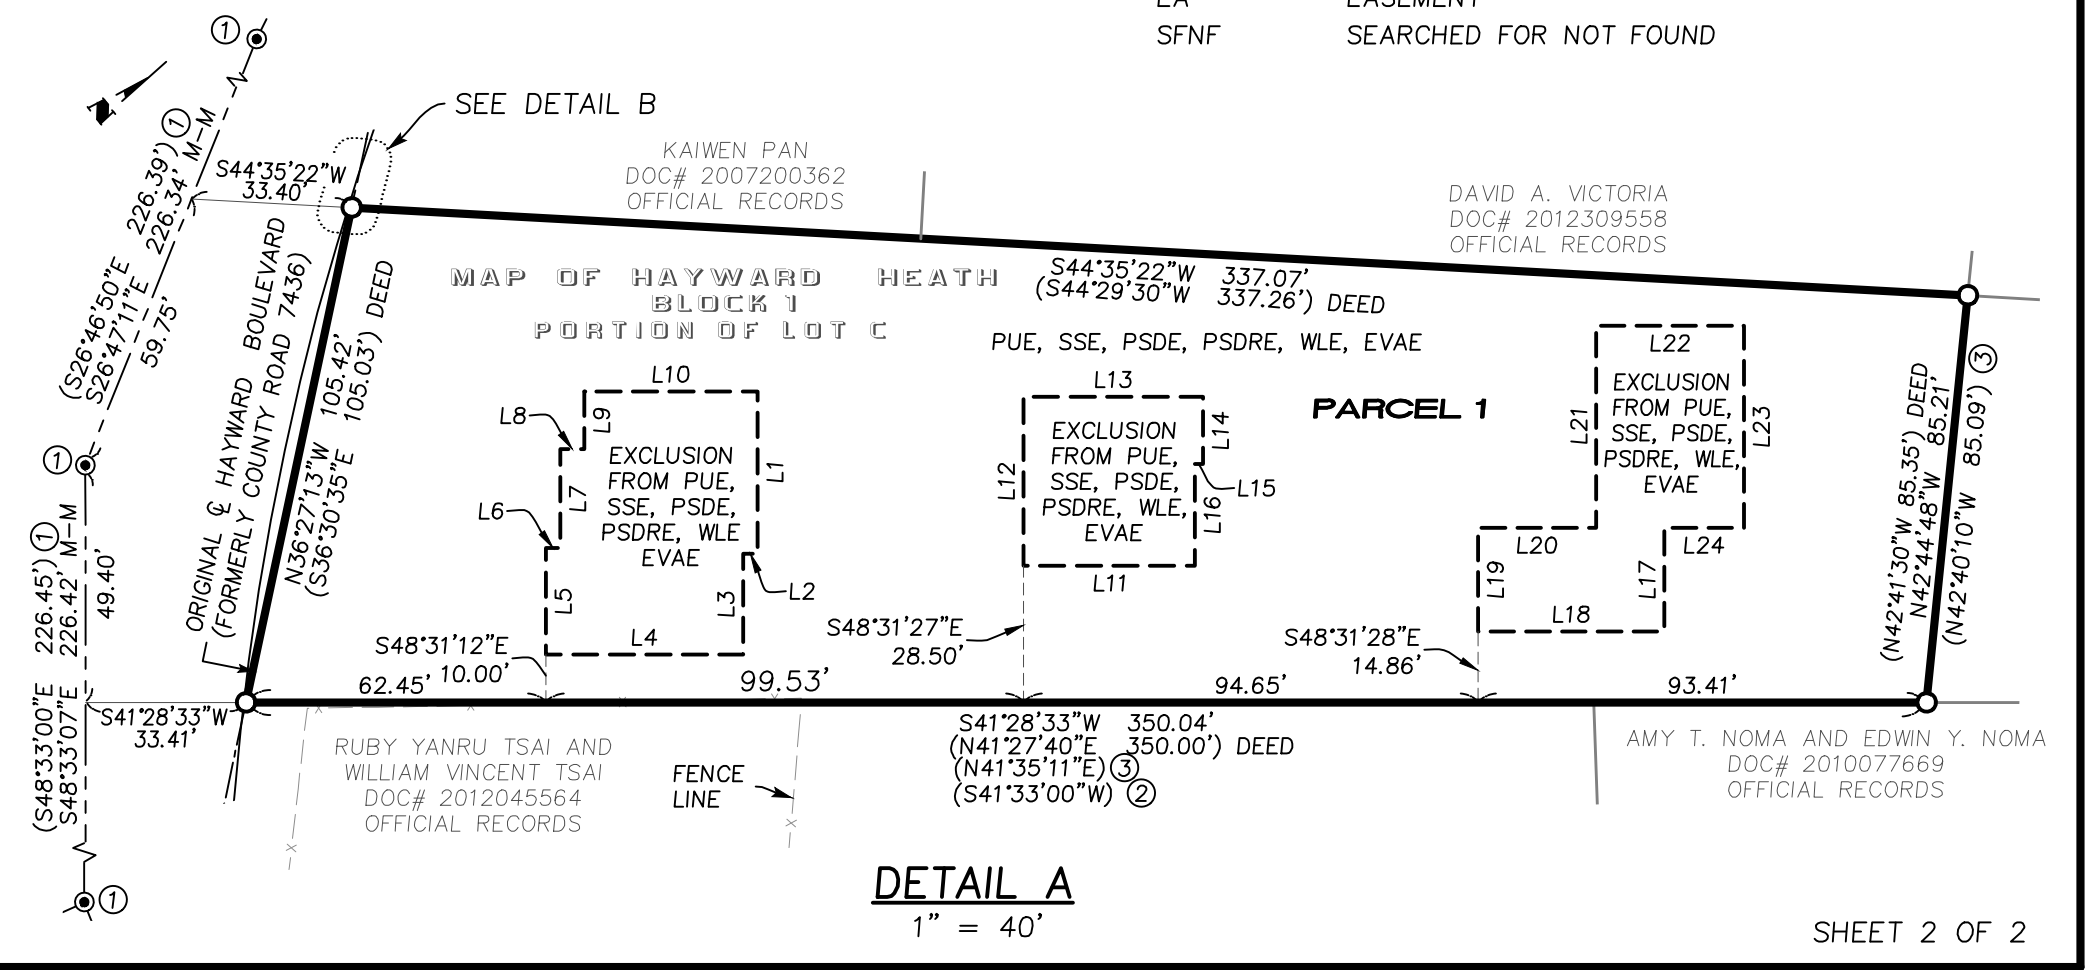 EA EASEMENT
SFNF SEARCHED FOR NOT FOUND
1
N
SEE DETAIL B
(S26°46'50"E 226.39') 1
S26°47'11"E 226.34' M-M
59.75'
S44°35'22"W
33.40'
KAIWEN PAN
DOC# 2007200362
OFFICIAL RECORDS
DAVID A. VICTORIA
DOC# 2012309558
OFFICIAL RECORDS
ORIGINAL ℄ HAYWARD BOULEVARD
(FORMERLY COUNTY ROAD 7436)
N36°27'13"W 105.42'
(S36°30'35"E 105.03') DEED
MAP OF HAYWARD HEATH
BLOCK 1
PORTION OF LOT C
S44°35'22"W 337.07'
(S44°29'30"W 337.26') DEED
PUE, SSE, PSDE, PSDRE, WLE, EVAE
PARCEL 1
L10
L8
L9
L1
L7
L6
L5
L3
L2
L4
EXCLUSION
FROM PUE,
SSE, PSDE,
PSDRE, WLE
EVAE
L13
L14
L12
L15
L16
L11
EXCLUSION
FROM PUE,
SSE, PSDE,
PSDRE, WLE,
EVAE
L22
L21
L23
L20
L24
L19
L17
L18
EXCLUSION
FROM PUE,
SSE, PSDE,
PSDRE, WLE,
EVAE
(N42°41'30"W 85.35') DEED
N42°44'48"W 85.21'
(N42°40'10"W 85.09') 3
1
(S48°33'00"E 226.45') 1
S48°33'07"E 226.42' M-M
49.40'
S48°31'12"E
10.00'
S48°31'27"E
28.50'
S48°31'28"E
14.86'
62.45'
99.53'
94.65'
93.41'
S41°28'33"W
33.41'
S41°28'33"W 350.04'
(N41°27'40"E 350.00') DEED
(N41°35'11"E) 3
(S41°33'00"W) 2
RUBY YANRU TSAI AND
WILLIAM VINCENT TSAI
DOC# 2012045564
OFFICIAL RECORDS
FENCE
LINE
AMY T. NOMA AND EDWIN Y. NOMA
DOC# 2010077669
OFFICIAL RECORDS
1
DETAIL A
1" = 40'
SHEET 2 OF 2